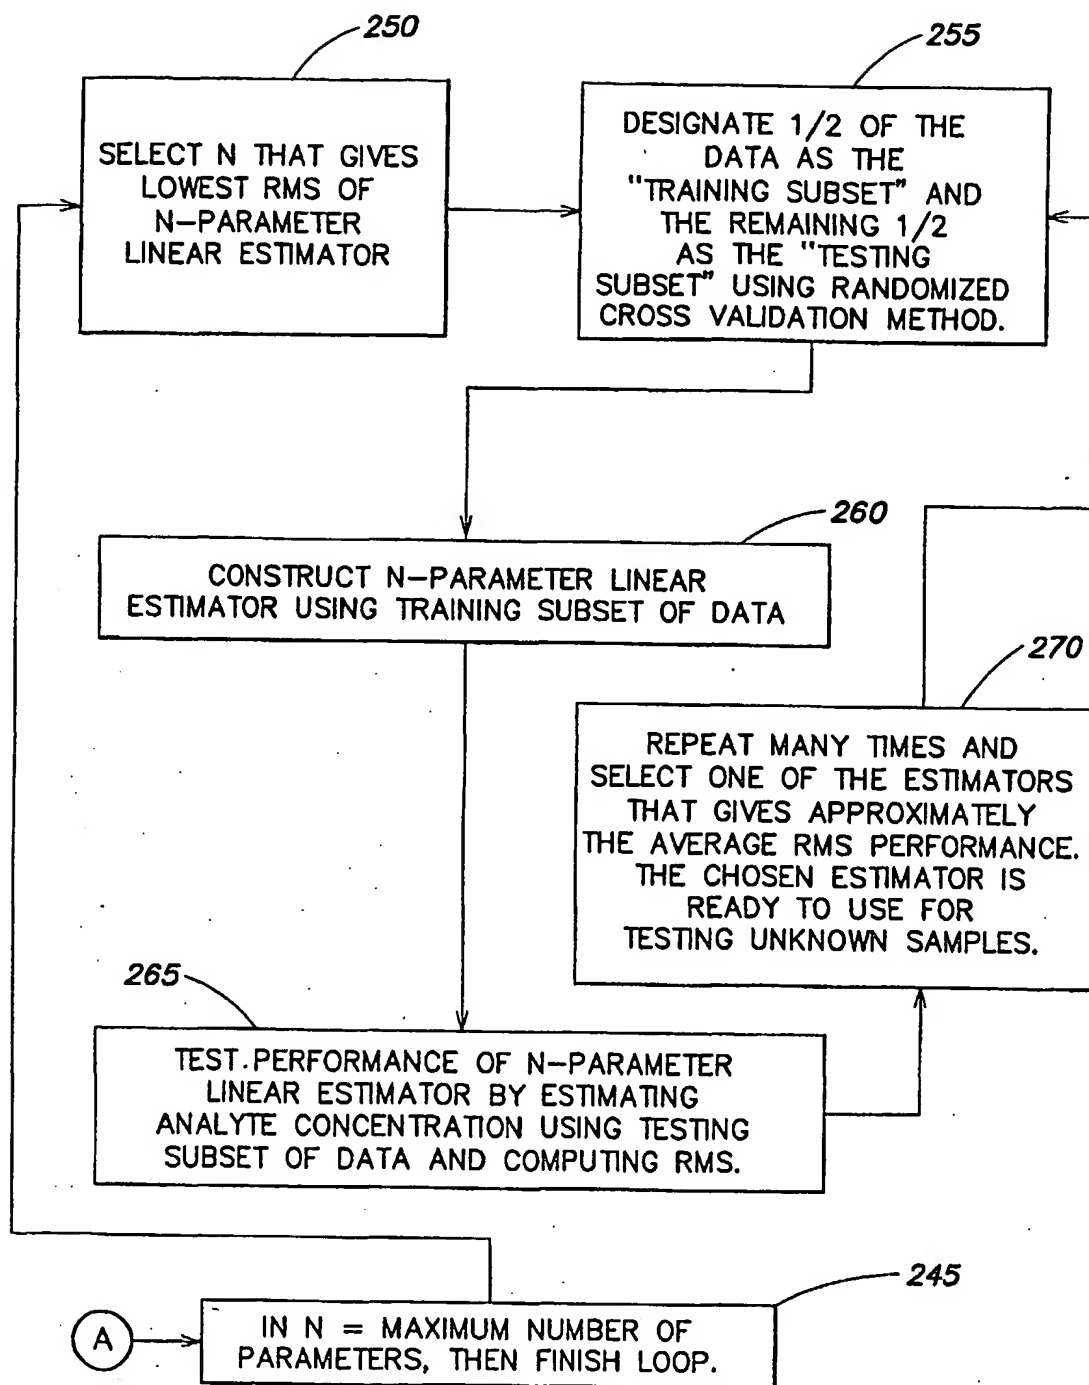 250
SELECT N THAT GIVES
LOWEST RMS OF
N-PARAMETER
LINEAR ESTIMATOR
255
DESIGNATE 1/2 OF THE
DATA AS THE
"TRAINING SUBSET" AND
THE REMAINING 1/2
AS THE "TESTING
SUBSET" USING RANDOMIZED
CROSS VALIDATION METHOD.
260
CONSTRUCT N-PARAMETER LINEAR
ESTIMATOR USING TRAINING SUBSET OF DATA
270
REPEAT MANY TIMES AND
SELECT ONE OF THE ESTIMATORS
THAT GIVES APPROXIMATELY
THE AVERAGE RMS PERFORMANCE.
THE CHOSEN ESTIMATOR IS
READY TO USE FOR
TESTING UNKNOWN SAMPLES.
265
TEST.PERFORMANCE OF N-PARAMETER
LINEAR ESTIMATOR BY ESTIMATING
ANALYTE CONCENTRATION USING TESTING
SUBSET OF DATA AND COMPUTING RMS.
245
A
IN N = MAXIMUM NUMBER OF
PARAMETERS, THEN FINISH LOOP.